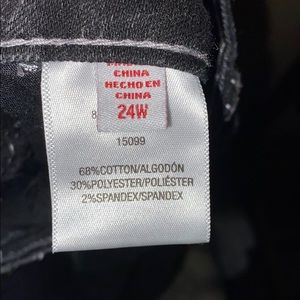 CHINA
HECHO EN
CHINA
24W
8
15099
68%COTTON/ALGODÓN
30%POLYESTER/POLIÉSTER
2%SPANDEX/SPANDEX